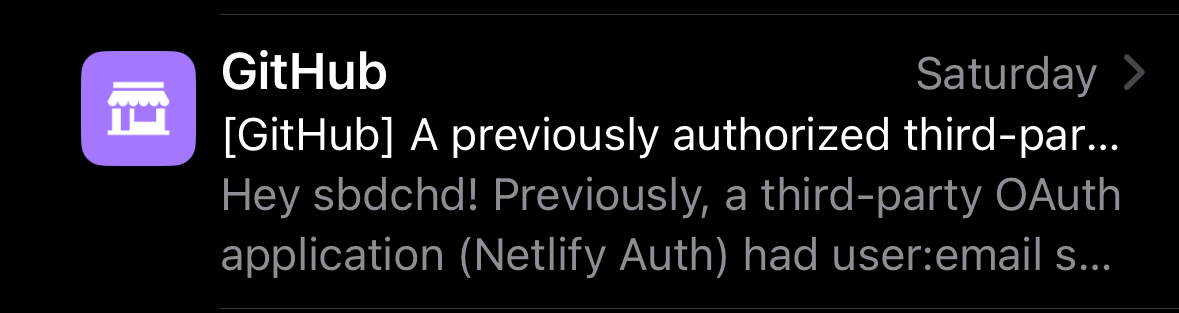 GitHub
Saturday
[GitHub] A previously authorized third-par...
Hey sbdchd! Previously, a third-party OAuth
application (Netlify Auth) had user:email s...